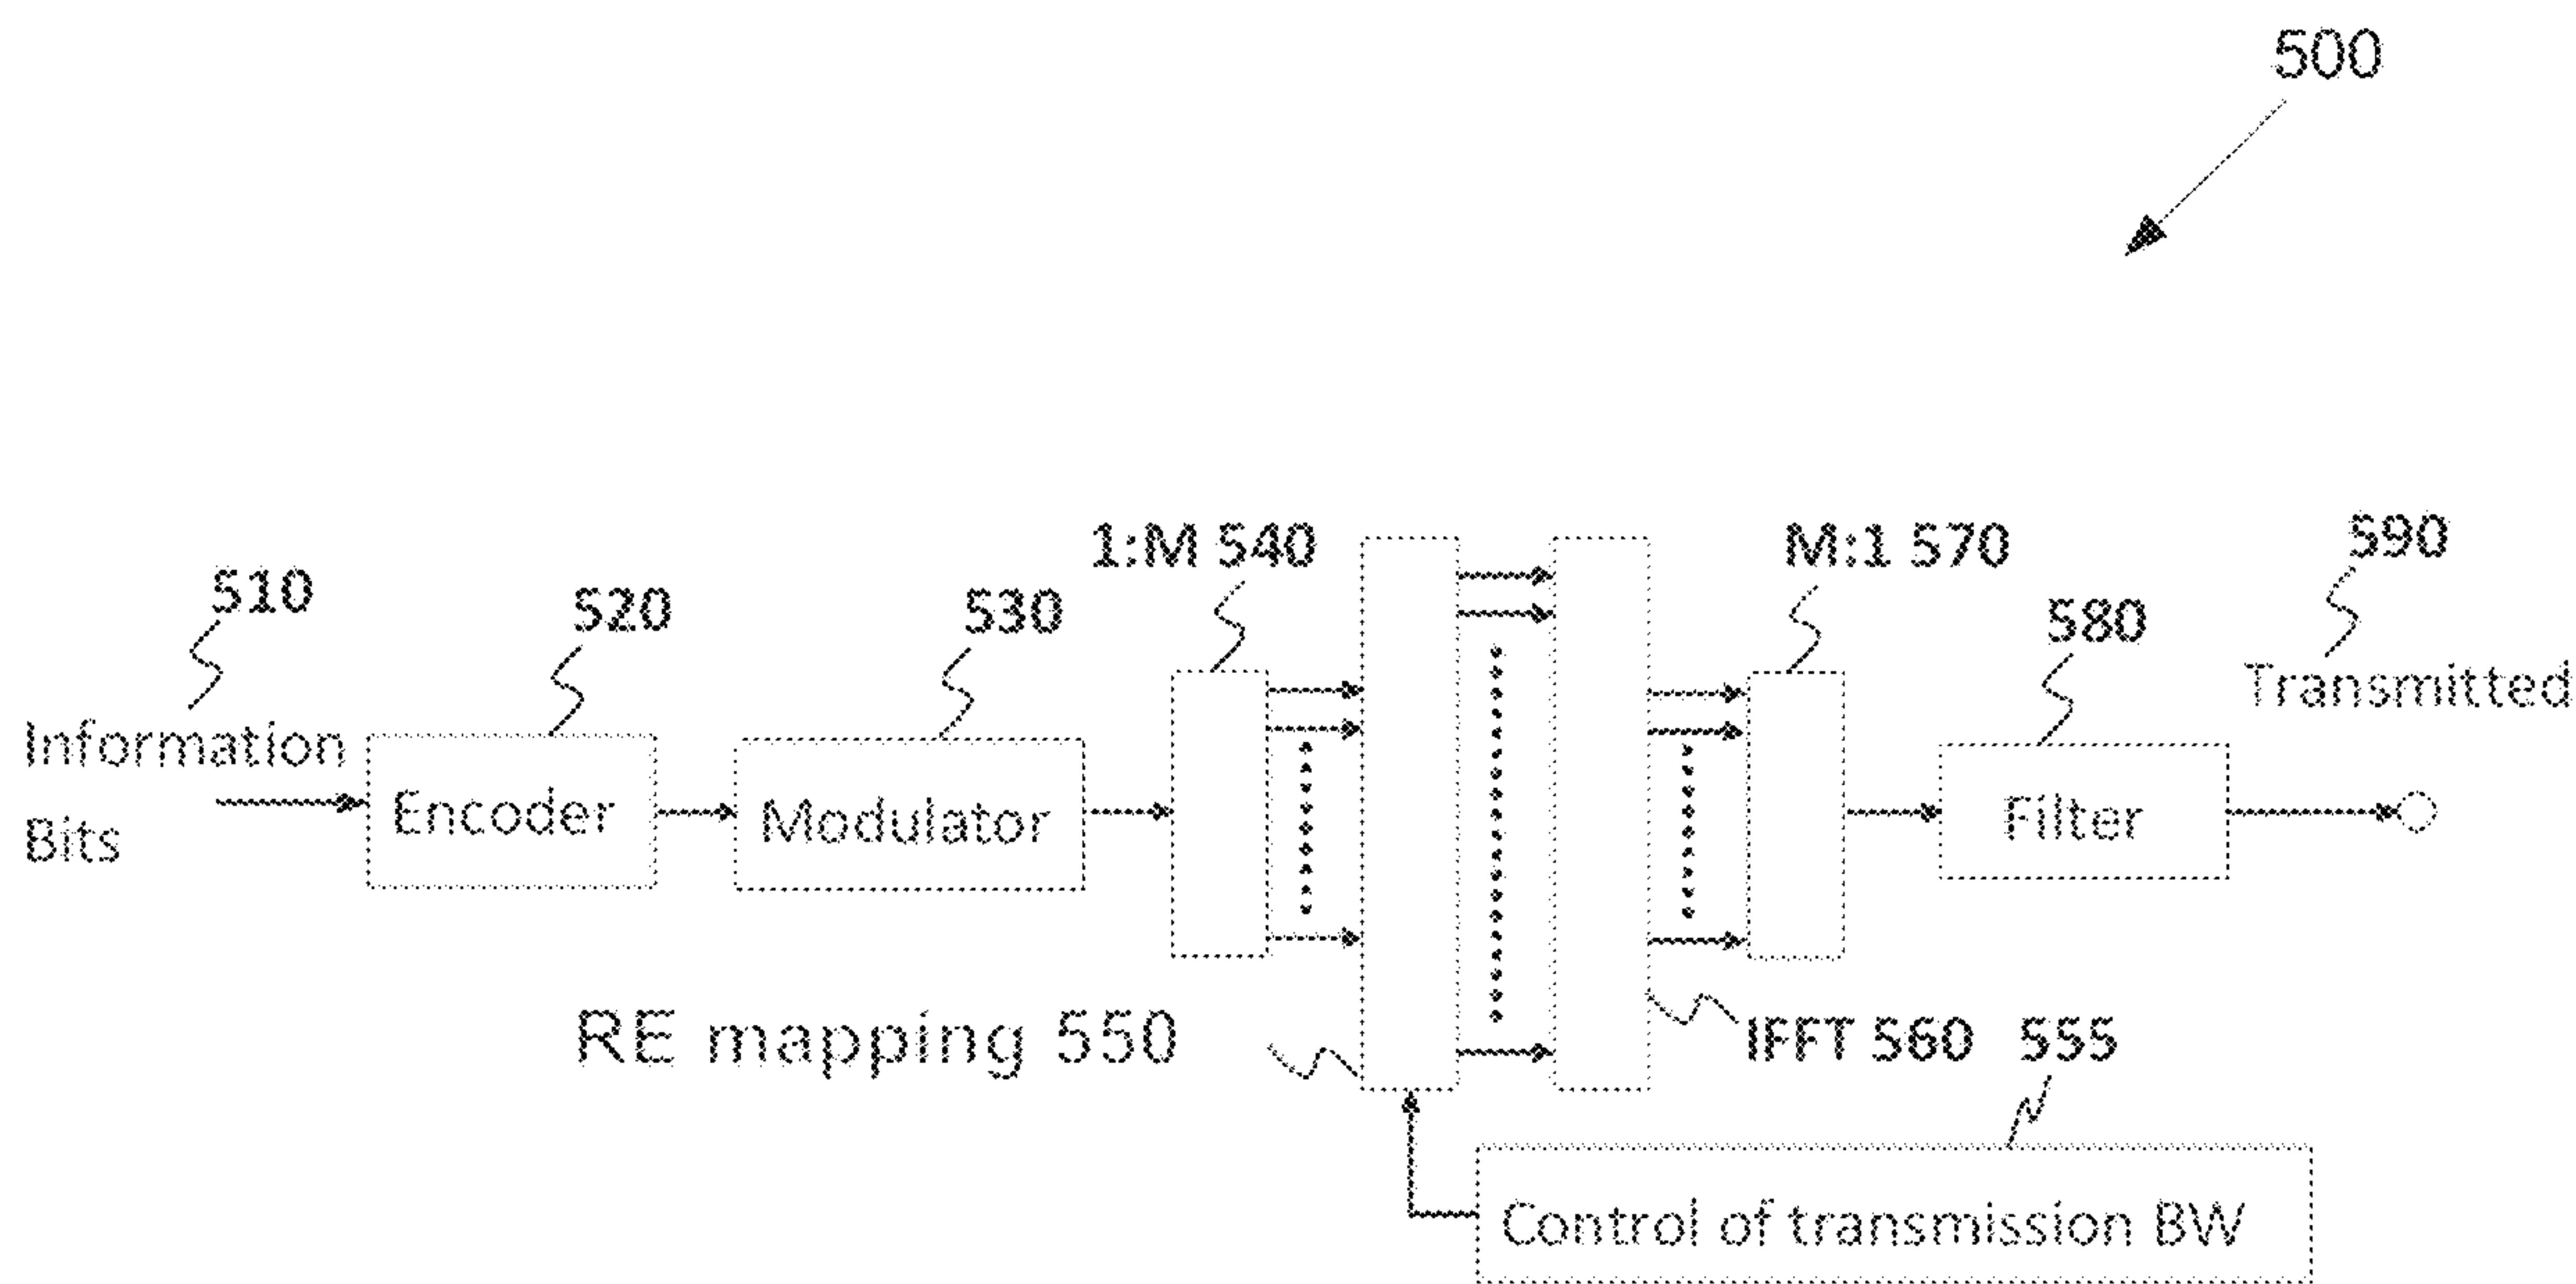 500
1:M 540
M:1 570
590
510
520
530
580
Transmitted
Information
Bits
Encoder
Modulator
Filter
RE mapping 550
IFFT 560
555
Control of transmission BW